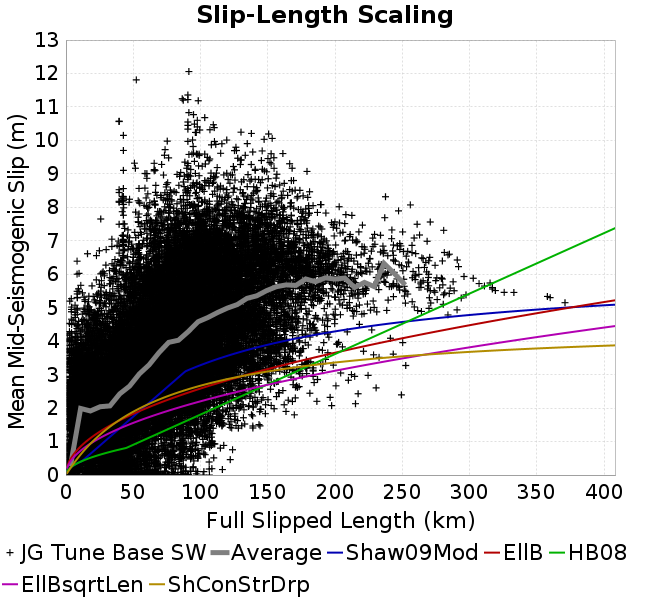 Slip-Length Scaling
Mean Mid-Seismogenic Slip (m)
13
12
11
10
9
8
7
6
5
4
3
2
1
0
0 50 100 150 200 250 300 350 400
Full Slipped Length (km)
JG Tune Base SW Average Shaw09Mod EllB HB08
EllBsqrtLen ShConStrDrp